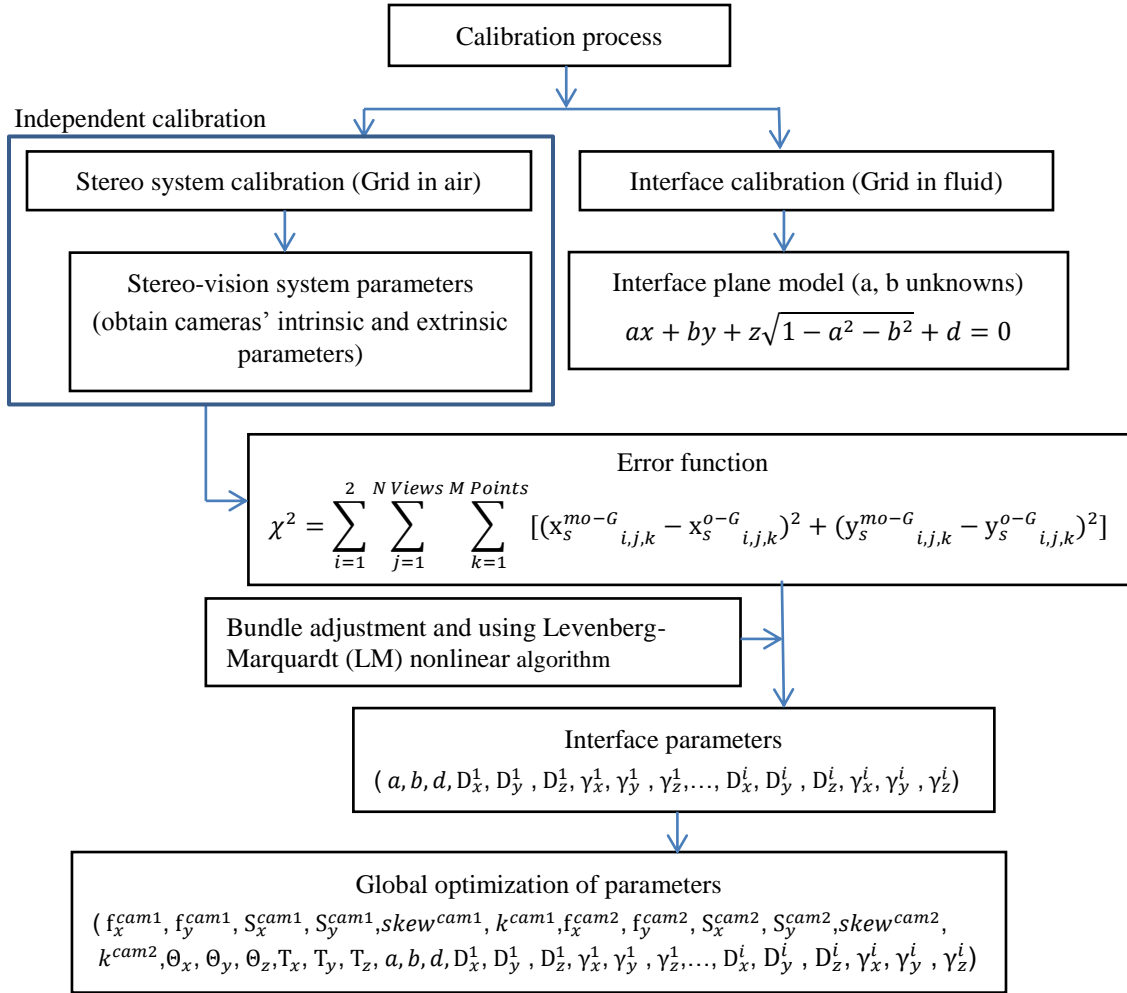 Calibration process
Independent calibration
Stereo system calibration (Grid in air)
Interface calibration (Grid in fluid)
Stereo-vision system parameters
(obtain cameras’ intrinsic and extrinsic
parameters)
Interface plane model (a, b unknowns)
𝑎𝑥 + 𝑏𝑦 + 𝑧√(1 − 𝑎² − 𝑏²) + 𝑑 = 0
Error function
χ² = ∑_{i=1}^{2} ∑_{j=1}^{N Views} ∑_{k=1}^{M Points} [(x_s^{mo−G}_{i,j,k} − x_s^{o−G}_{i,j,k})² + (y_s^{mo−G}_{i,j,k} − y_s^{o−G}_{i,j,k})²]
Bundle adjustment and using Levenberg-
Marquardt (LM) nonlinear algorithm
Interface parameters
( a, b, d, D_x^1, D_y^1 , D_z^1, γ_x^1, γ_y^1 , γ_z^1,…, D_x^i, D_y^i , D_z^i, γ_x^i, γ_y^i , γ_z^i)
Global optimization of parameters
( f_x^{cam1}, f_y^{cam1}, S_x^{cam1}, S_y^{cam1},skew^{cam1}, k^{cam1},f_x^{cam2}, f_y^{cam2}, S_x^{cam2}, S_y^{cam2},skew^{cam2},
k^{cam2},Θ_x, Θ_y, Θ_z,T_x, T_y, T_z, a, b, d, D_x^1, D_y^1 , D_z^1, γ_x^1, γ_y^1 , γ_z^1,…, D_x^i, D_y^i , D_z^i, γ_x^i, γ_y^i , γ_z^i)